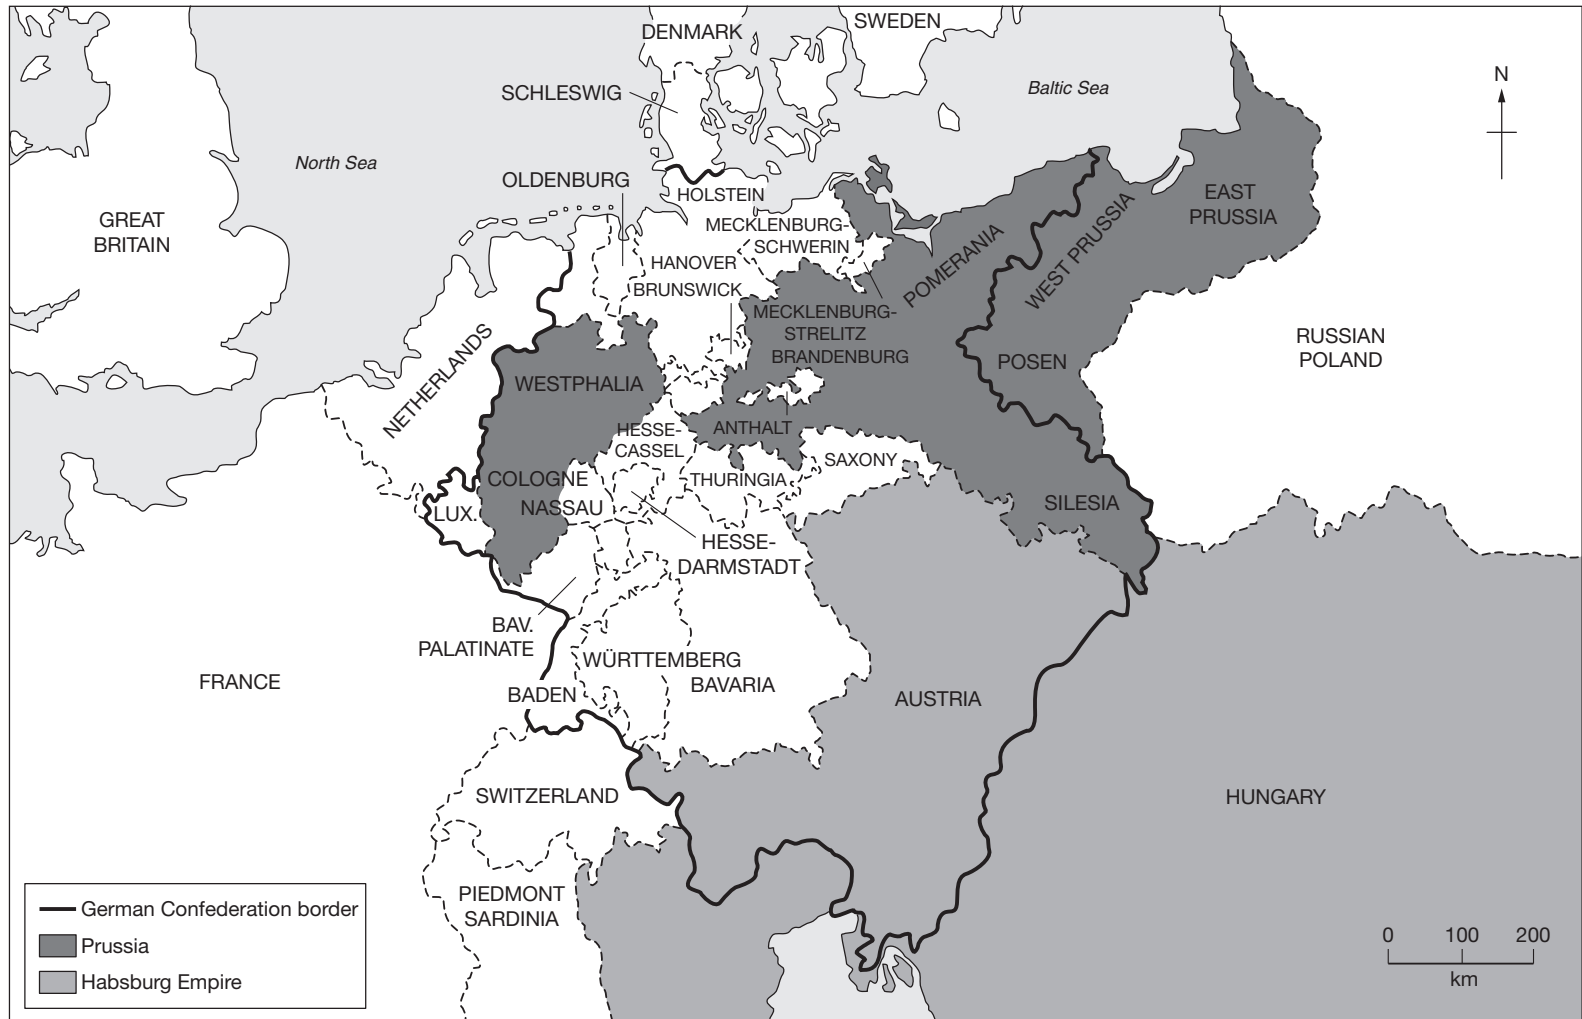 DENMARK
SWEDEN
SCHLESWIG
Baltic Sea
N
North Sea
OLDENBURG
HOLSTEIN
EAST
PRUSSIA
GREAT
BRITAIN
MECKLENBURG-
SCHWERIN
WEST PRUSSIA
POMERANIA
HANOVER
BRUNSWICK
MECKLENBURG-
STRELITZ
BRANDENBURG
RUSSIAN
POLAND
NETHERLANDS
WESTPHALIA
POSEN
HESSE-
CASSEL
ANTHALT
SAXONY
COLOGNE
THURINGIA
NASSAU
LUX.
SILESIA
HESSE-
DARMSTADT
BAV.
PALATINATE
FRANCE
WÜRTTEMBERG
BAVARIA
BADEN
AUSTRIA
SWITZERLAND
HUNGARY
PIEDMONT
SARDINIA
German Confederation border
Prussia
Habsburg Empire
0 100 200
km